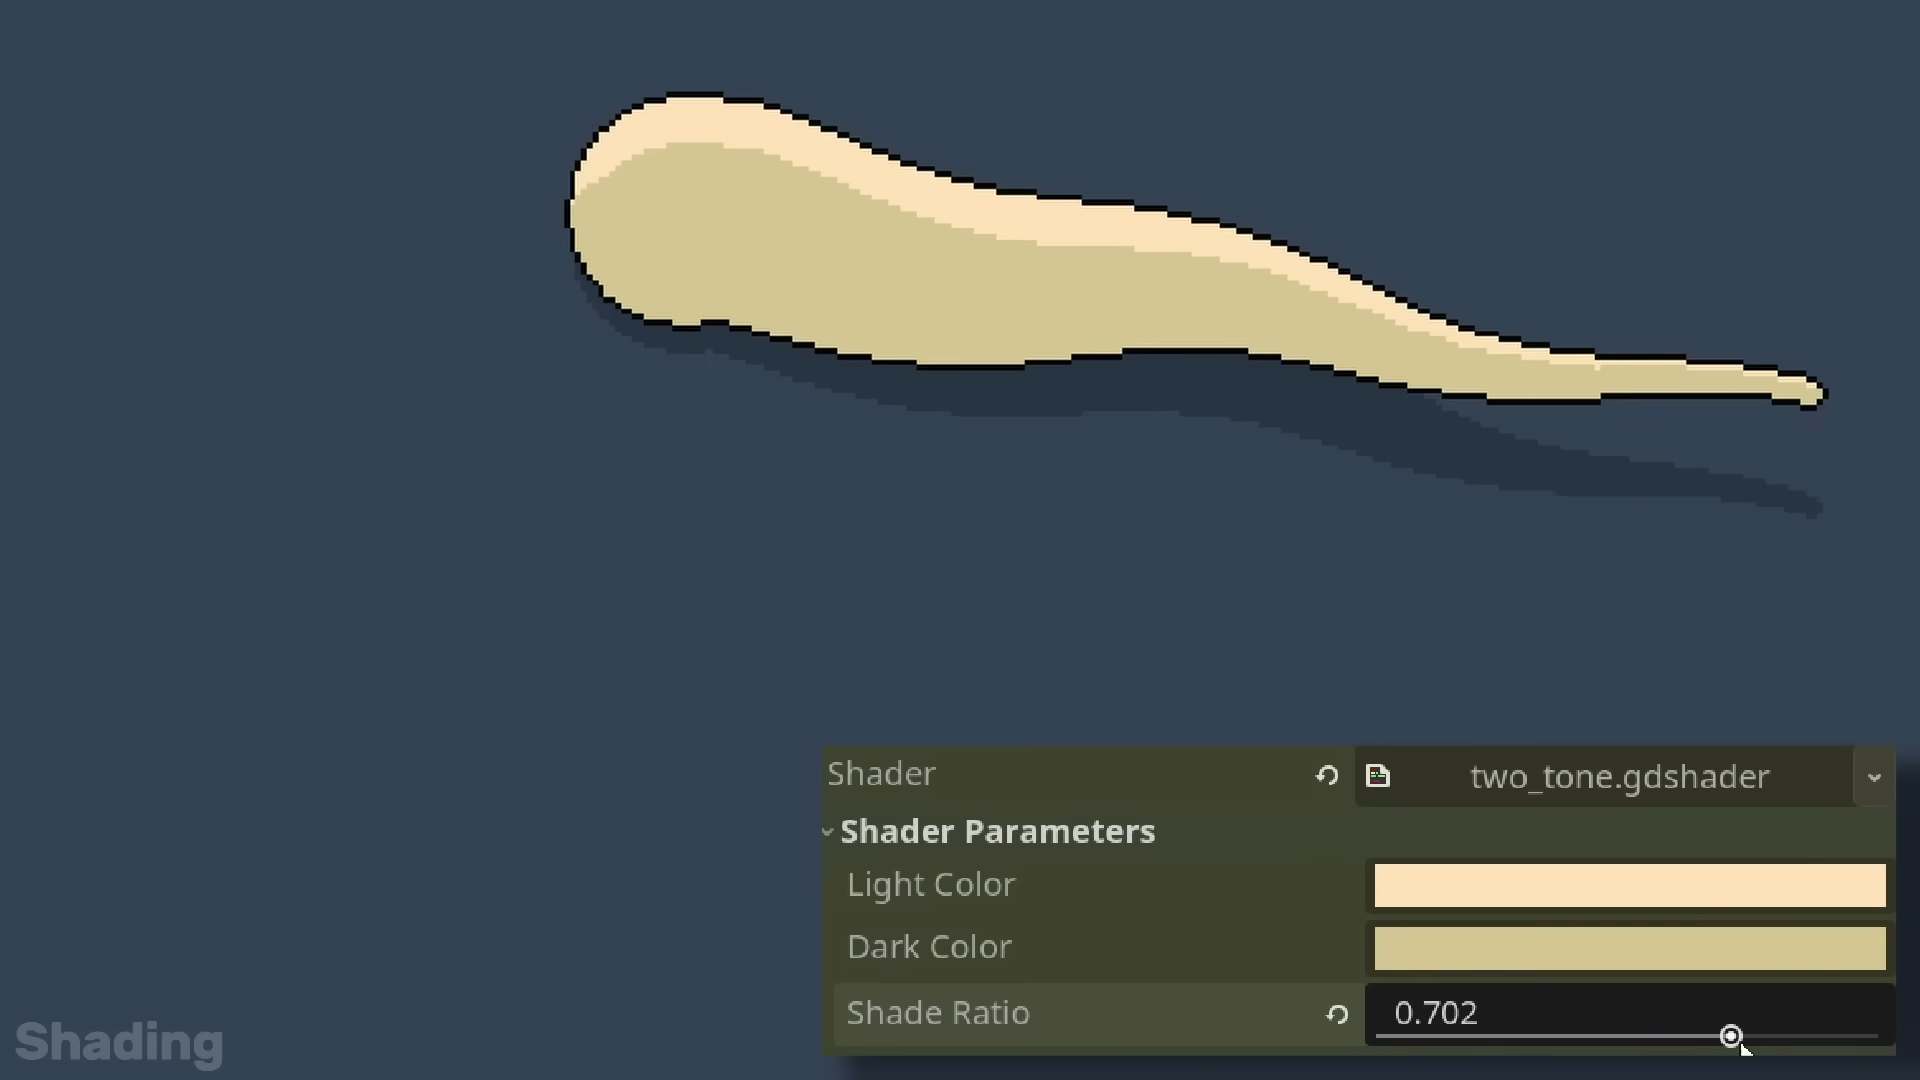 Shader
two_tone.gdshader
Shader Parameters
Light Color
Dark Color
Shade Ratio
0.702
Shading